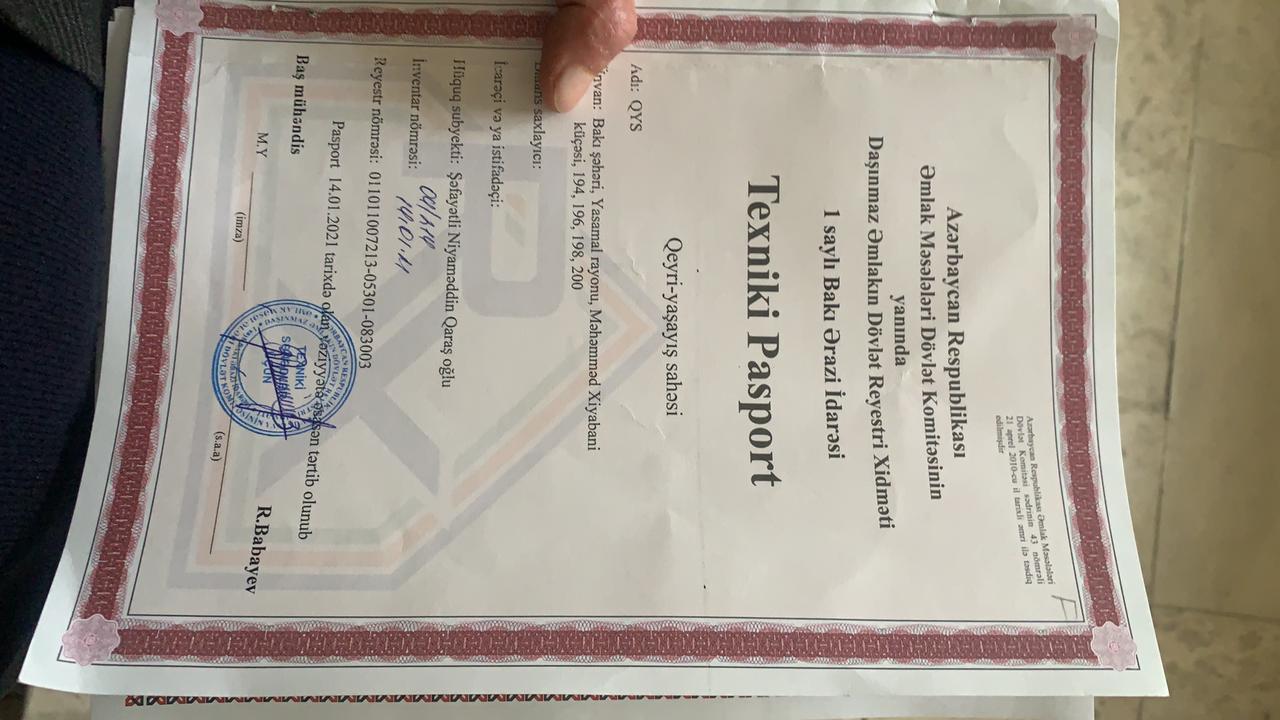 Azərbaycan Respublikası Əmlak Məsələləri
Dövlət Komitəsi sədrinin 43 nömrəli
21 aprel 2010-cu il tarixli əmri ilə təsdiq
edilmişdir
Azərbaycan Respublikası
Əmlak Məsələləri Dövlət Komitəsinin
yanında
Daşınmaz Əmlakın Dövlət Reyestri Xidməti
1 saylı Bakı Ərazi İdarəsi
Texniki Pasport
Qeyri-yaşayış sahəsi
Adı: QYS
Bakı şəhəri, Yasamal rayonu, Məhəmməd Xiyabani
küçəsi, 194, 196, 198, 200
saxlayıcı:
İcarəçi və ya istifadəçi:
Hüquq subyekti: Şəfayətli Niyaməddin Qaraş oğlu
İnventar nömrəsi:
Reyestr nömrəsi: 011011007213-05301-083003
Pasport 14.01.2021 tarixdə olan vəziyyətə əsasən tərtib olunub
Baş mühəndis R.Babayev
M.Y (imza) (s.a.a)
TEXNİKİ